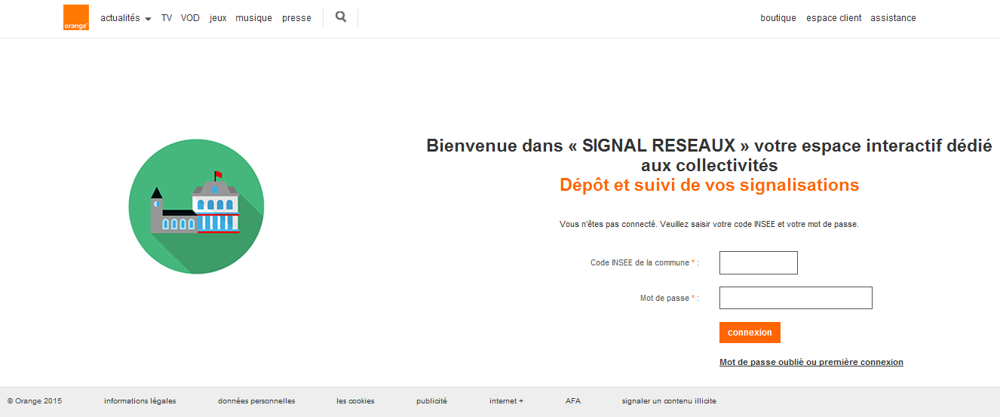 orange™
actualités TV VOD jeux musique presse
boutique espace client assistance
Bienvenue dans « SIGNAL RESEAUX » votre espace interactif dédié
aux collectivités
Dépôt et suivi de vos signalisations
Vous n'êtes pas connecté. Veuillez saisir votre code INSEE et votre mot de passe.
Code INSEE de la commune * :
Mot de passe * :
connexion
Mot de passe oublié ou première connexion
© Orange 2015 informations légales données personnelles les cookies publicité internet + AFA signaler un contenu illicite